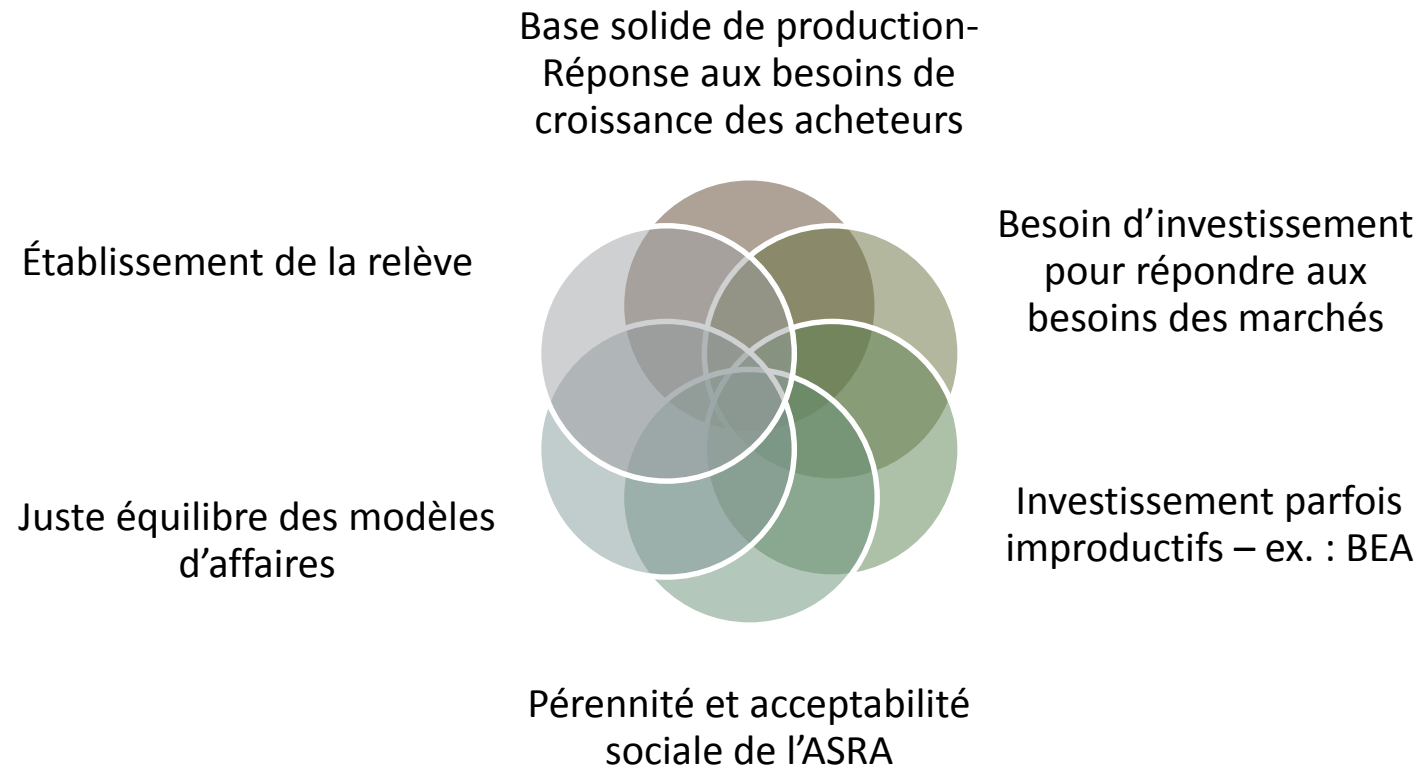 Base solide de production-
Réponse aux besoins de
croissance des acheteurs
Besoin d’investissement
pour répondre aux
besoins des marchés
Investissement parfois
improductifs – ex. : BEA
Pérennité et acceptabilité
sociale de l’ASRA
Juste équilibre des modèles
d’affaires
Établissement de la relève